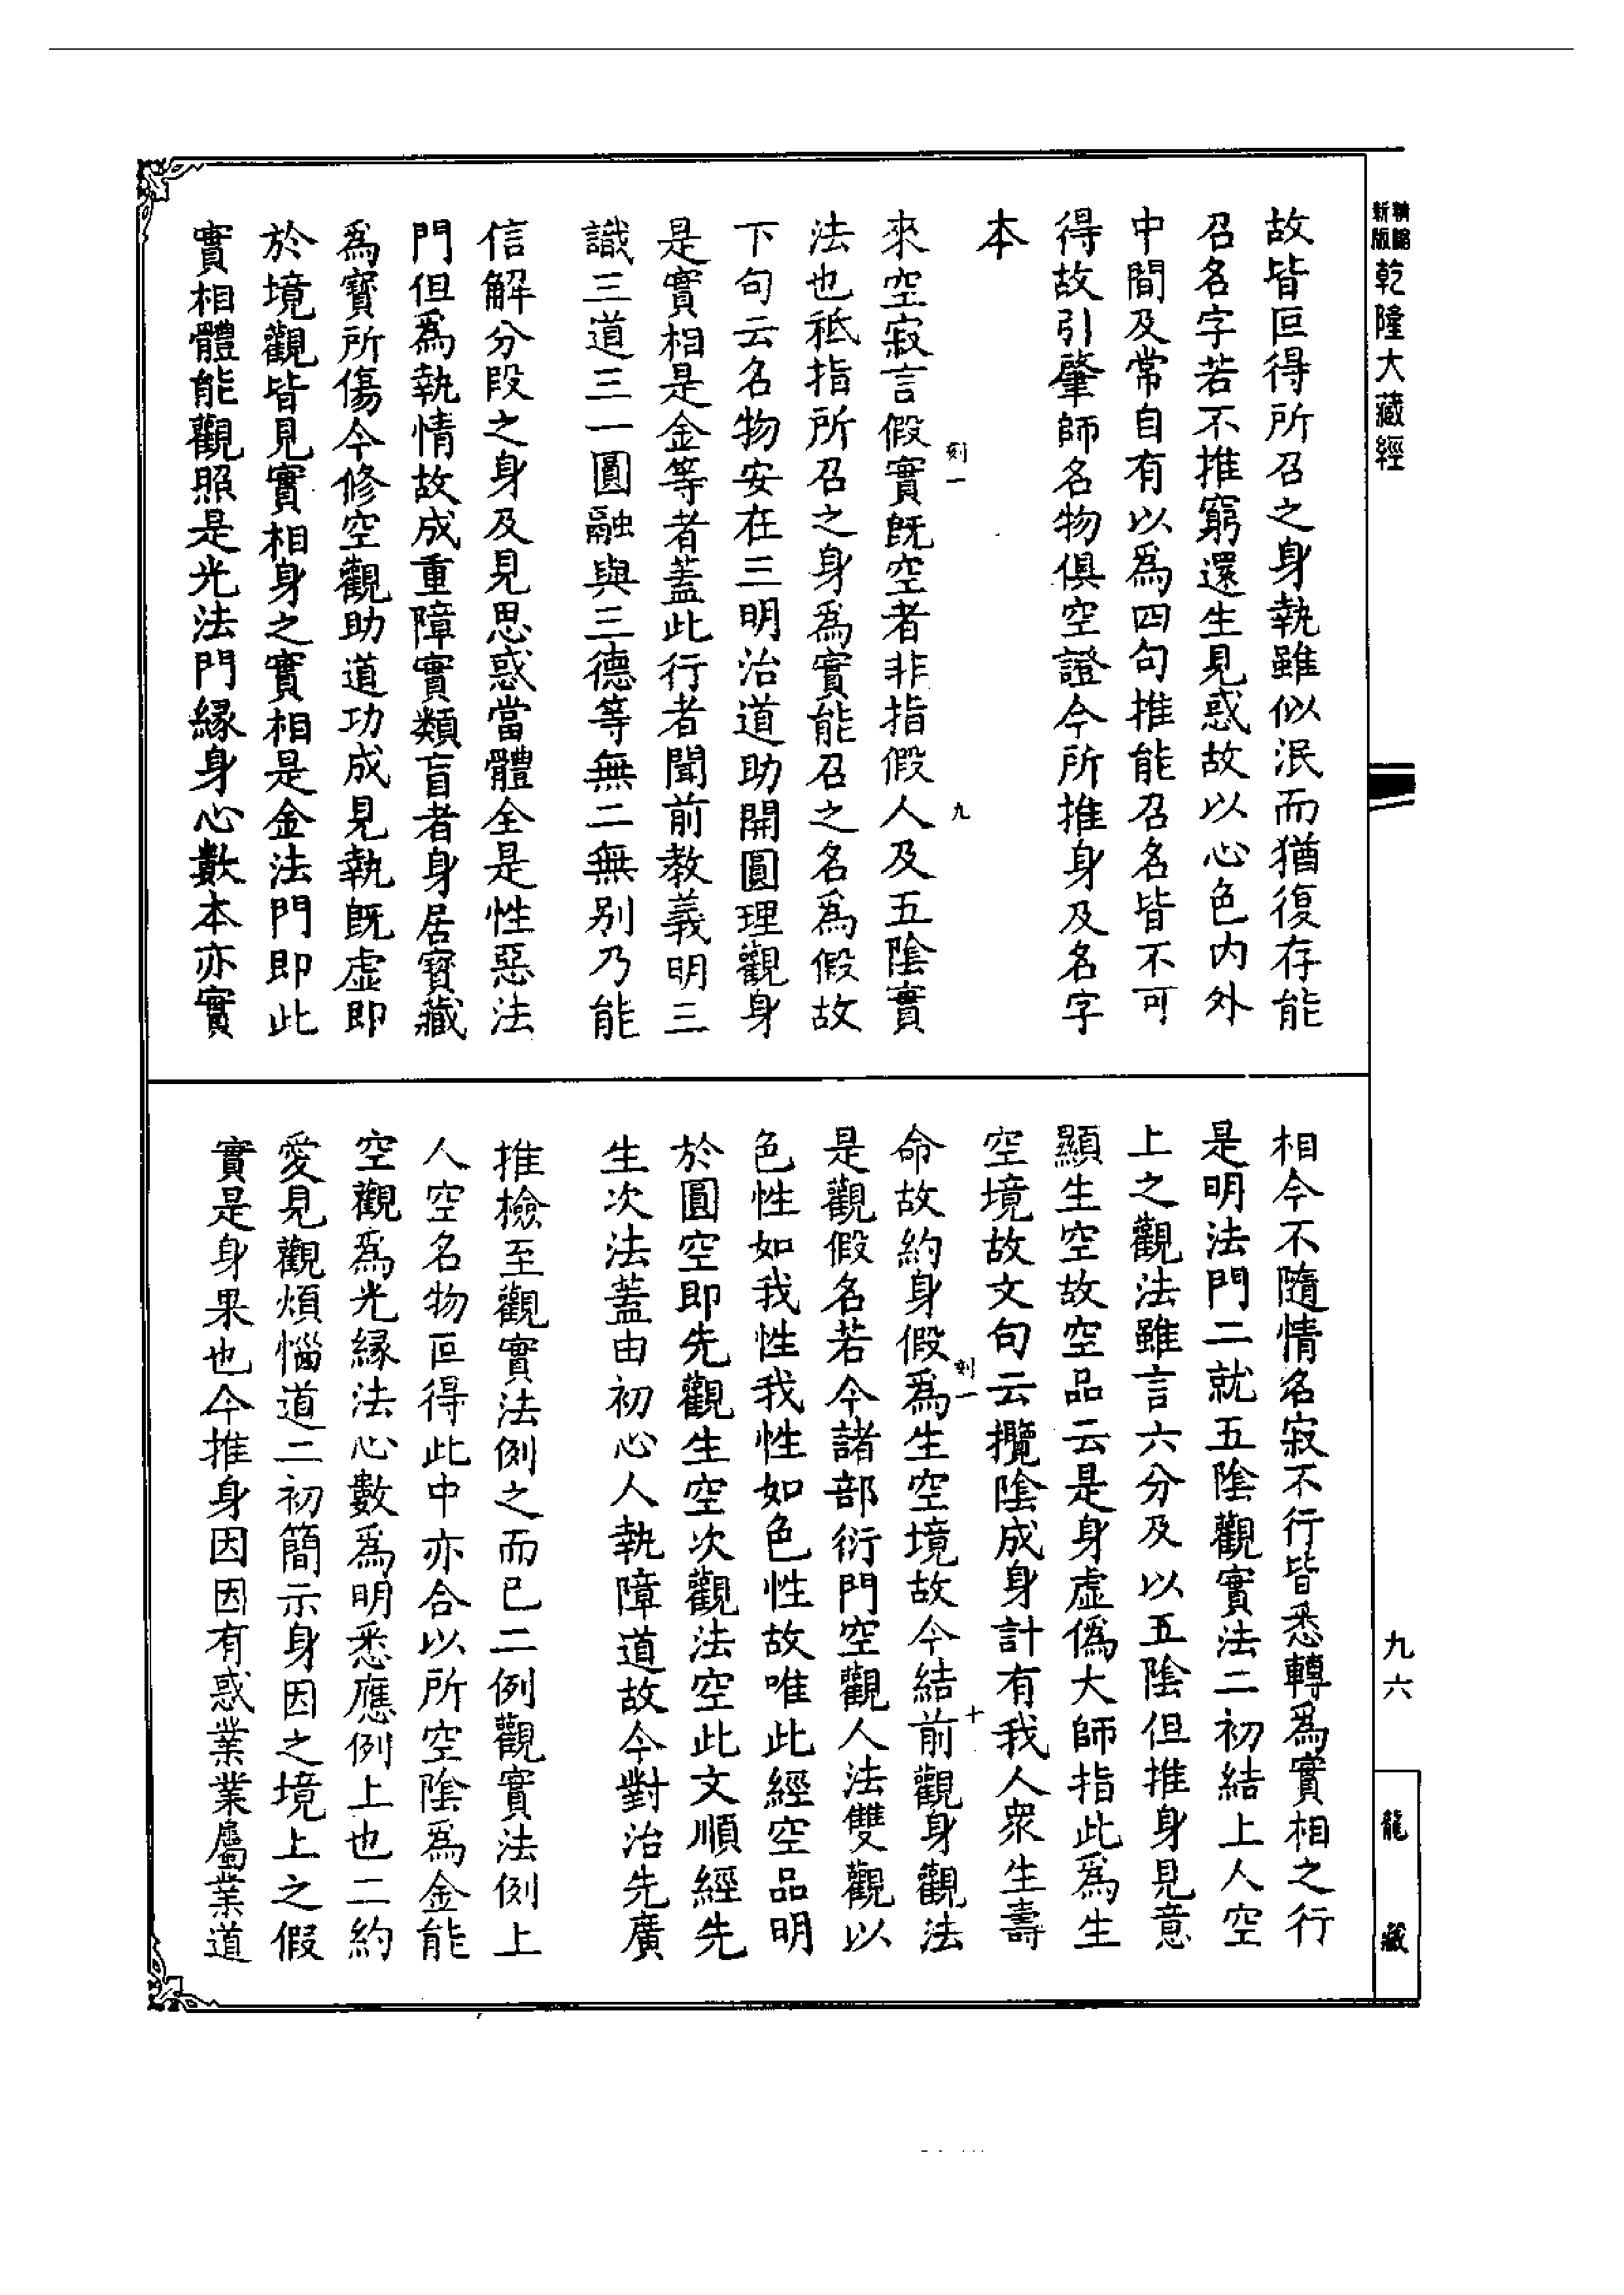 精縮新版乾隆大藏經
故皆叵得所召之身執雖似泯而猶復存能
召名字若不推窮還生見惑故以心色內外
中間及常自有以爲四句推能召名皆不可
得故引肇師名物俱空證今所推身及名字
本
刻一
九
來空寂言假實旣空者非指假人及五陰實
法也秖指所召之身爲實能召之名爲假故
下句云名物安在三明治道助開圓理觀身
是實相是金等者蓋此行者聞前教義明三
識三道三一圓融與三德等無二無別乃能
信解分段之身及見思惑當體全是性惡法
門但爲執情故成重障實類盲者身居寶藏
爲寶所傷今修空觀助道功成見執旣虛即
於境觀皆見實相身之實相是金法門即此
實相體能觀照是光法門緣身心數本亦實
相今不隨情名寂不行皆悉轉爲實相之行
是明法門二就五陰觀實法二初結上人空
上之觀法雖言六分及以五陰但推身見意
顯生空故空品云是身虛僞大師指此爲生
空境故文句云攬陰成身計有我人衆生壽
刻一
十
命故約身假爲生空境故今結前觀身觀法
是觀假名若今諸部衍門空觀人法雙觀以
色性如我性我性如色性故唯此經空品明
於圓空即先觀生空次觀法空此文順經先
生次法蓋由初心人執障道故今對治先廣
推檢至觀實法例之而已二例觀實法例上
人空名物叵得此中亦合以所空陰爲金能
空觀爲光緣法心數爲明悉應例上也二約
愛見觀煩惱道二初簡示身因之境上之假
實是身果也今推身因因有惑業業屬業道
九六
龍藏